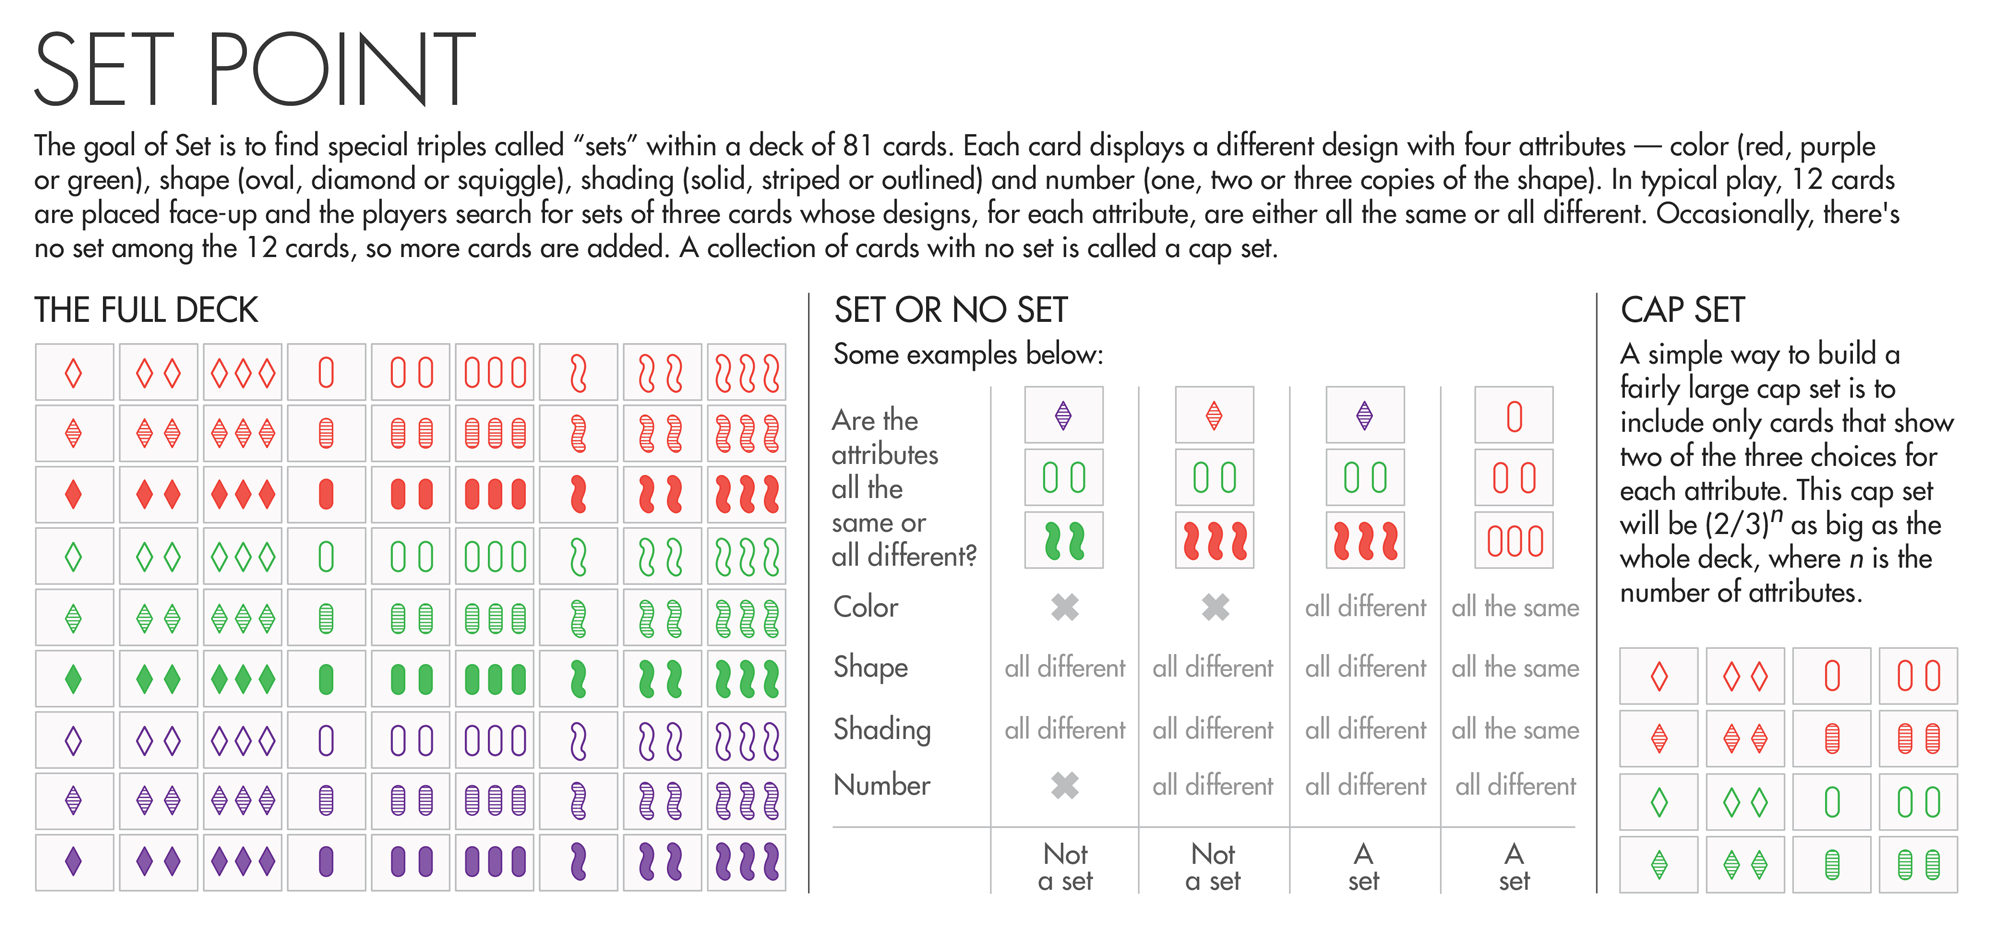 SET POINT
The goal of Set is to find special triples called “sets” within a deck of 81 cards. Each card displays a different design with four attributes — color (red, purple
or green), shape (oval, diamond or squiggle), shading (solid, striped or outlined) and number (one, two or three copies of the shape). In typical play, 12 cards
are placed face-up and the players search for sets of three cards whose designs, for each attribute, are either all the same or all different. Occasionally, there's
no set among the 12 cards, so more cards are added. A collection of cards with no set is called a cap set.
THE FULL DECK
SET OR NO SET
Some examples below:
Are the
attributes
all the
same or
all different?
Color
all different
all the same
Shape
all different
all different
all different
all the same
Shading
all different
all different
all different
all the same
Number
all different
all different
all different
Not
a set
Not
a set
A
set
A
set
CAP SET
A simple way to build a
fairly large cap set is to
include only cards that show
two of the three choices for
each attribute. This cap set
will be (2/3)ⁿ as big as the
whole deck, where n is the
number of attributes.